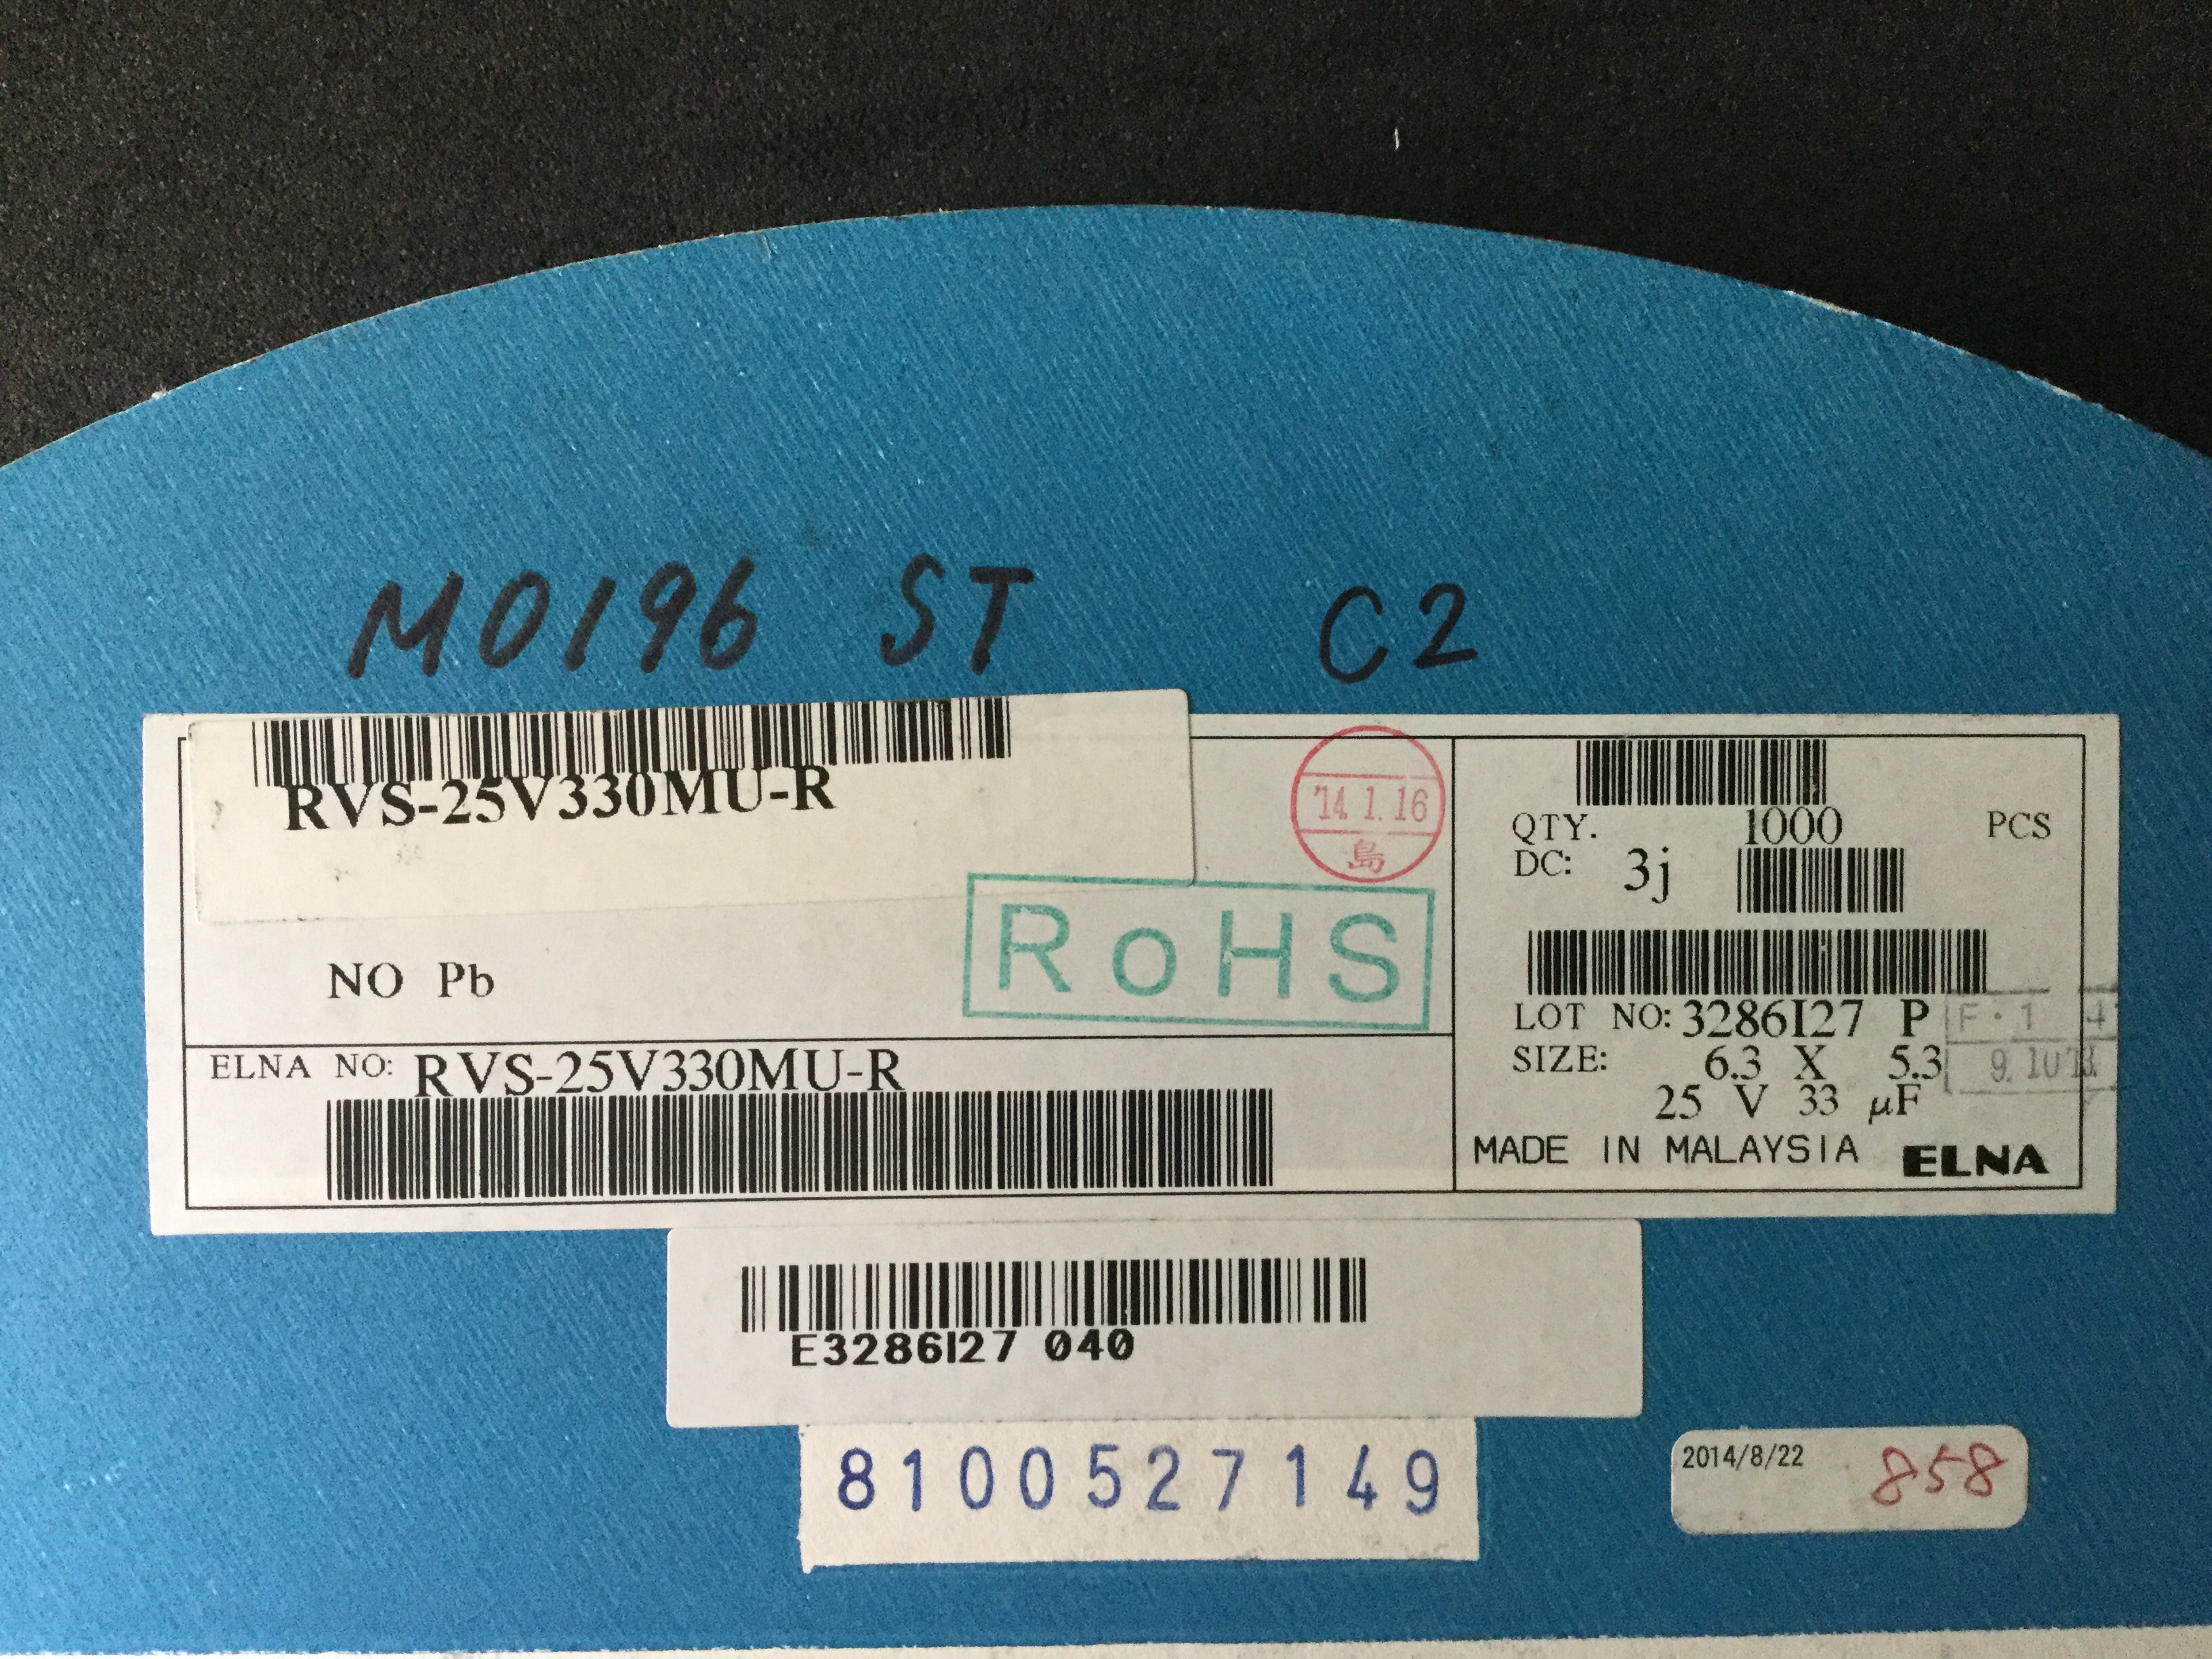 M0196 ST C2
RVS-25V330MU-R
'14. 1. 16
島
QTY. 1000 PCS
DC: 3j
RoHS
NO Pb
LOT NO: 3286I27 P
SIZE: 6.3 X 5.3
25 V 33 µF
MADE IN MALAYSIA ELNA
ELNA NO: RVS-25V330MU-R
E3286I27 040
8100527149
2014/8/22 858